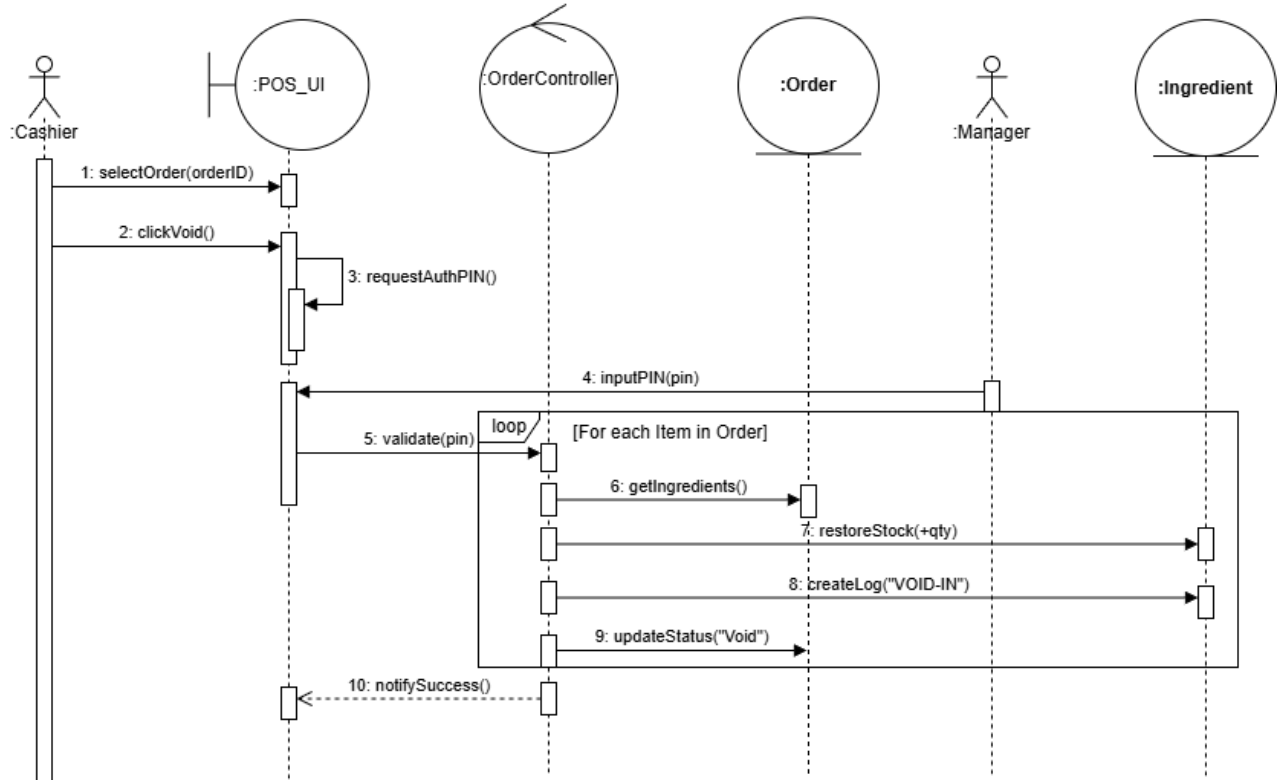 :Cashier
:POS_UI
:OrderController
:Order
:Manager
:Ingredient
1: selectOrder(orderID)
2: clickVoid()
3: requestAuthPIN()
4: inputPIN(pin)
loop
[For each Item in Order]
5: validate(pin)
6: getIngredients()
7: restoreStock(+qty)
8: createLog("VOID-IN")
9: updateStatus("Void")
10: notifySuccess()